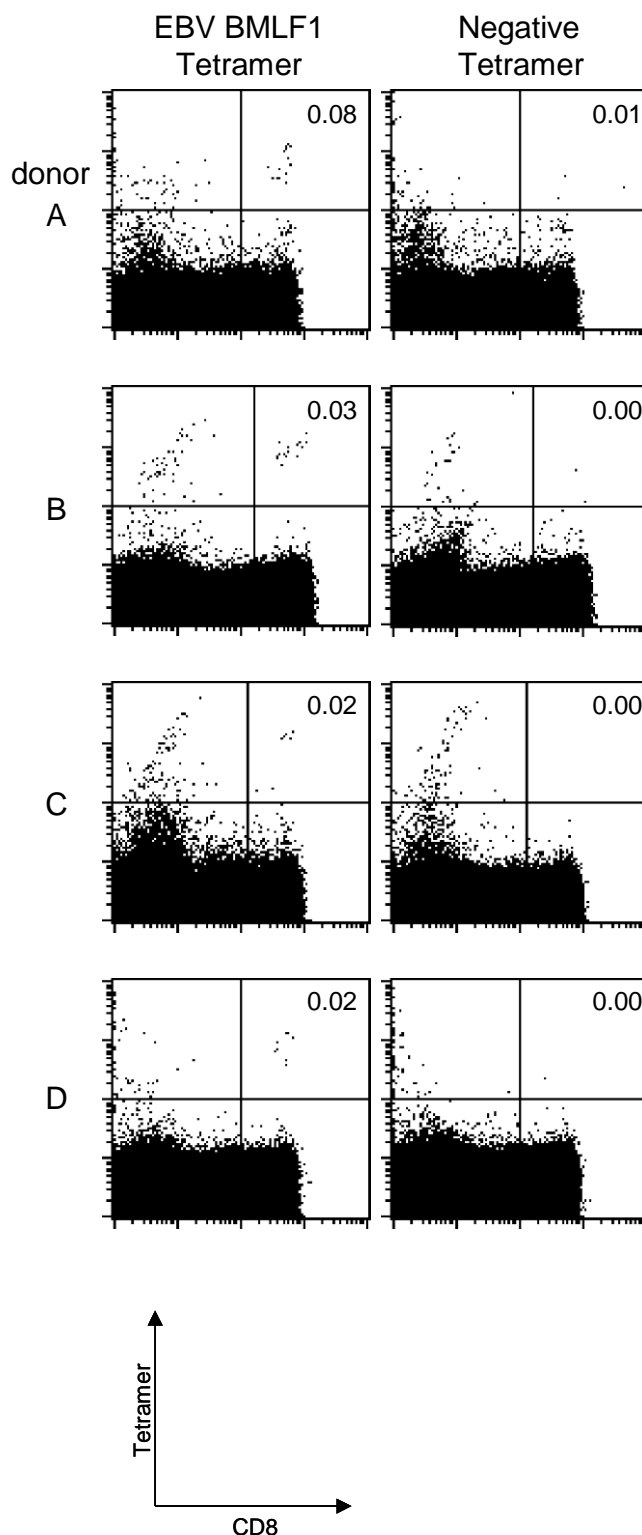 EBV BMLF1
Tetramer
Negative
Tetramer
donor
A
0.08
0.01
B
0.03
0.00
C
0.02
0.00
D
0.02
0.00
Tetramer
CD8